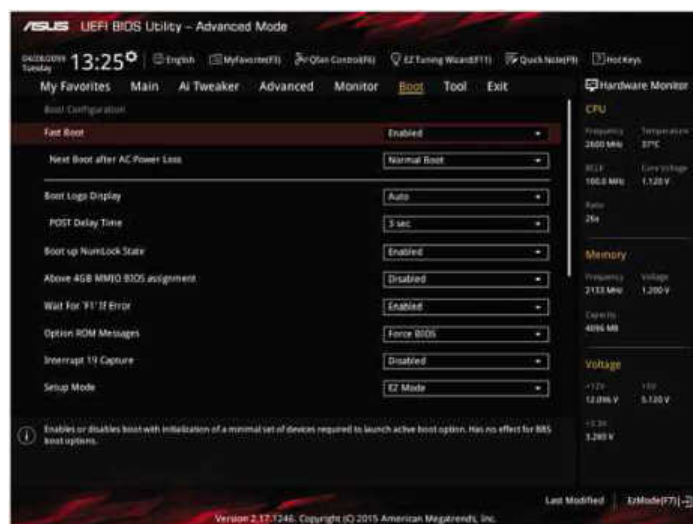 ASUS UEFI BIOS Utility – Advanced Mode
Tuesday 13:25 English MyFavorite(F3) Qfan Control(F6) EZ Tuning Wizard(F11) Quick Note(F9) Hot Keys
My Favorites Main Ai Tweaker Advanced Monitor Boot Tool Exit Hardware Monitor
Boot Configuration
CPU
Fast Boot Enabled
Frequency Temperature
2600 MHz 37°C
Next Boot after AC Power Loss Normal Boot
BCLK Core Voltage
100.0 MHz 1.120 V
Boot Logo Display Auto
Ratio
26x
POST Delay Time 3 sec
Boot up NumLock State Enabled
Memory
Above 4GB MMIO BIOS assignment Disabled
Frequency Voltage
2133 MHz 1.200 V
Wait For 'F1' If Error Enabled
Capacity
4096 MB
Option ROM Messages Force BIOS
Interrupt 19 Capture Disabled
Voltage
Setup Mode EZ Mode
+12V +5V
12.096 V 5.120 V
+3.3V
Enables or disables boot with initialization of a minimal set of devices required to launch active boot option. Has no effect for BBS
boot options.
Last Modified EzMode(F7)
Version 2.17.1246. Copyright (C) 2015 American Megatrends, Inc.